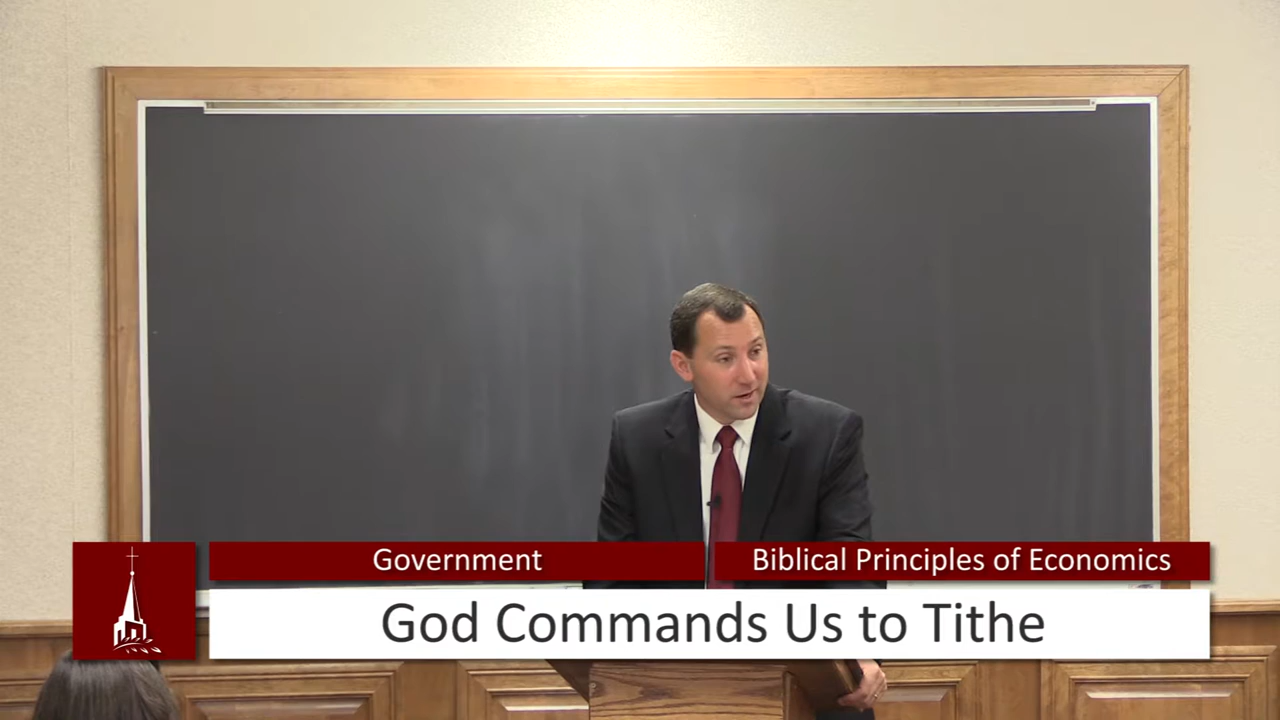 Government
Biblical Principles of Economics
God Commands Us to Tithe